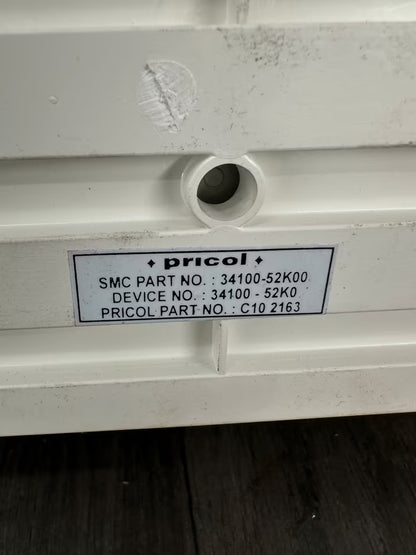 ✦ pricol ✦
SMC PART NO. : 34100-52K00
DEVICE NO. : 34100 - 52K0
PRICOL PART NO. : C10 2163